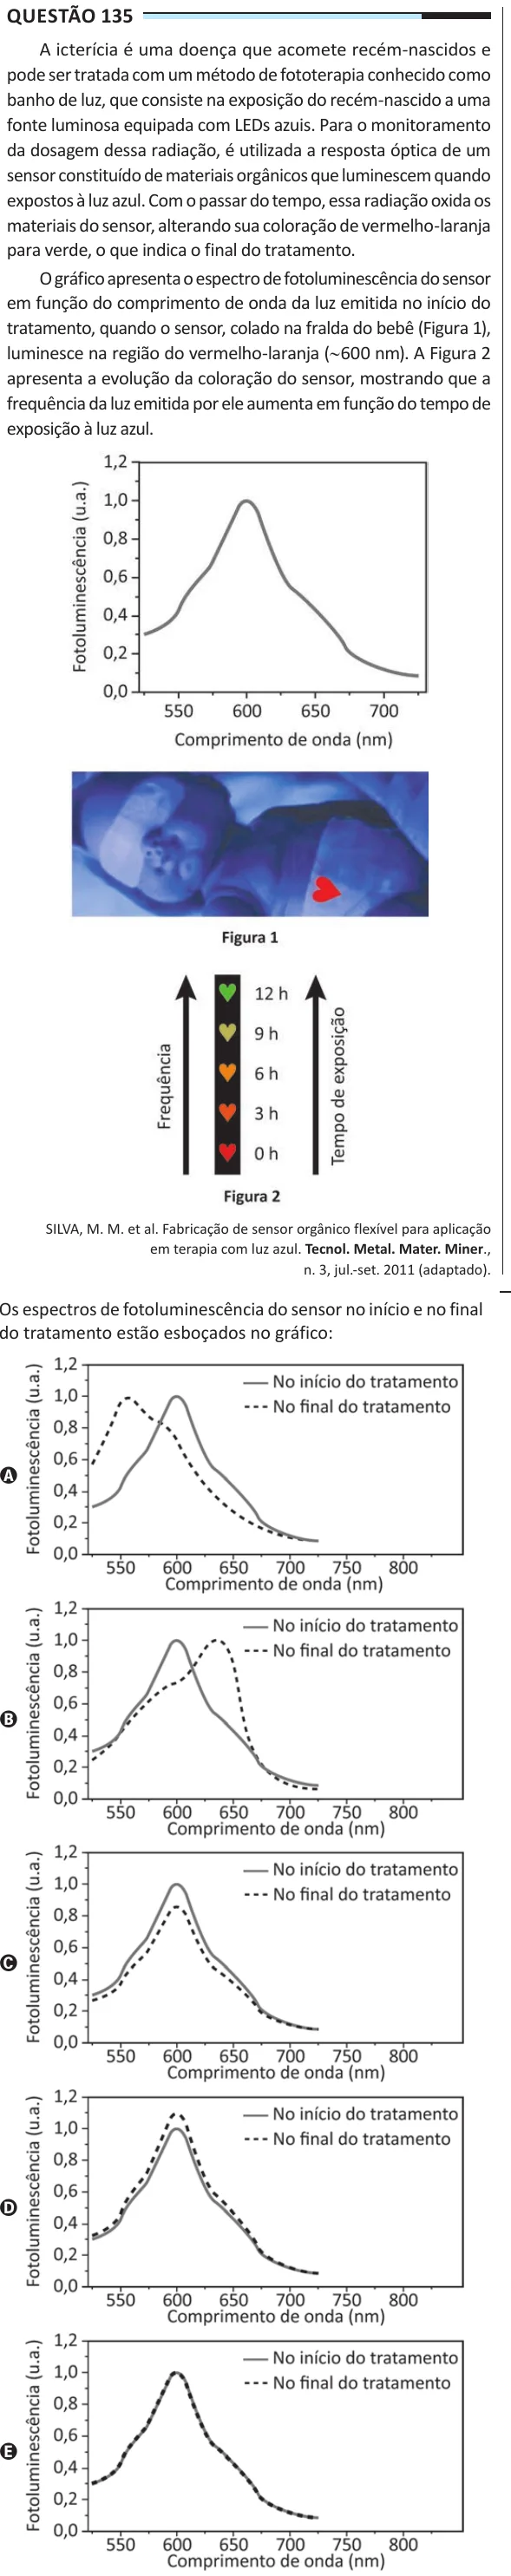 QUESTÃO 135
A icterícia é uma doença que acomete recém-nascidos e
pode ser tratada com um método de fototerapia conhecido como
banho de luz, que consiste na exposição do recém-nascido a uma
fonte luminosa equipada com LEDs azuis. Para o monitoramento
da dosagem dessa radiação, é utilizada a resposta óptica de um
sensor constituído de materiais orgânicos que luminescem quando
expostos à luz azul. Com o passar do tempo, essa radiação oxida os
materiais do sensor, alterando sua coloração de vermelho-laranja
para verde, o que indica o final do tratamento.
O gráfico apresenta o espectro de fotoluminescência do sensor
em função do comprimento de onda da luz emitida no início do
tratamento, quando o sensor, colado na fralda do bebê (Figura 1),
luminesce na região do vermelho-laranja (~600 nm). A Figura 2
apresenta a evolução da coloração do sensor, mostrando que a
frequência da luz emitida por ele aumenta em função do tempo de
exposição à luz azul.
Fotoluminescência (u.a.)
1,2
1,0
0,8
0,6
0,4
0,2
0,0
550 600 650 700
Comprimento de onda (nm)
Figura 1
Frequência
12 h
9 h
6 h
3 h
0 h
Tempo de exposição
Figura 2
SILVA, M. M. et al. Fabricação de sensor orgânico flexível para aplicação
em terapia com luz azul. Tecnol. Metal. Mater. Miner.,
n. 3, jul.-set. 2011 (adaptado).
Os espectros de fotoluminescência do sensor no início e no final
do tratamento estão esboçados no gráfico:
A
Fotoluminescência (u.a.)
1,2
1,0
0,8
0,6
0,4
0,2
0,0
No início do tratamento
No final do tratamento
550 600 650 700 750 800
Comprimento de onda (nm)
B
Fotoluminescência (u.a.)
1,2
1,0
0,8
0,6
0,4
0,2
0,0
No início do tratamento
No final do tratamento
550 600 650 700 750 800
Comprimento de onda (nm)
C
Fotoluminescência (u.a.)
1,2
1,0
0,8
0,6
0,4
0,2
0,0
No início do tratamento
No final do tratamento
550 600 650 700 750 800
Comprimento de onda (nm)
D
Fotoluminescência (u.a.)
1,2
1,0
0,8
0,6
0,4
0,2
0,0
No início do tratamento
No final do tratamento
550 600 650 700 750 800
Comprimento de onda (nm)
E
Fotoluminescência (u.a.)
1,2
1,0
0,8
0,6
0,4
0,2
0,0
No início do tratamento
No final do tratamento
550 600 650 700 750 800
Comprimento de onda (nm)